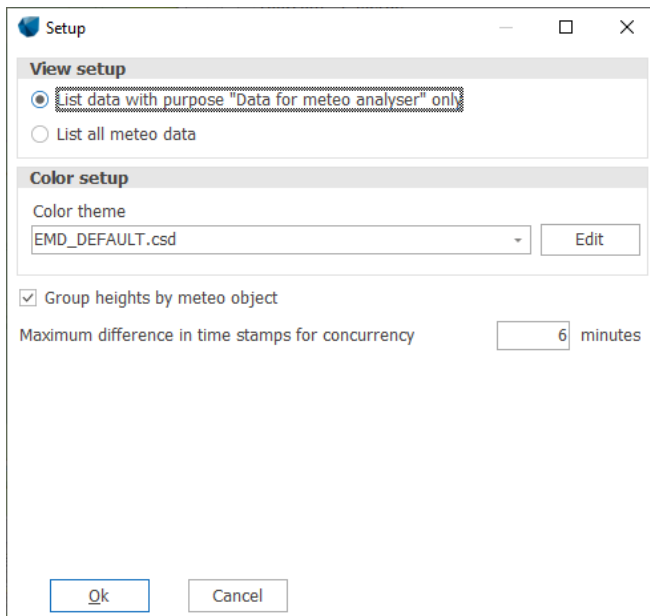 Setup
View setup
List data with purpose "Data for meteo analyser" only
List all meteo data
Color setup
Color theme
EMD_DEFAULT.csd
Edit
Group heights by meteo object
Maximum difference in time stamps for concurrency 6 minutes
Ok Cancel